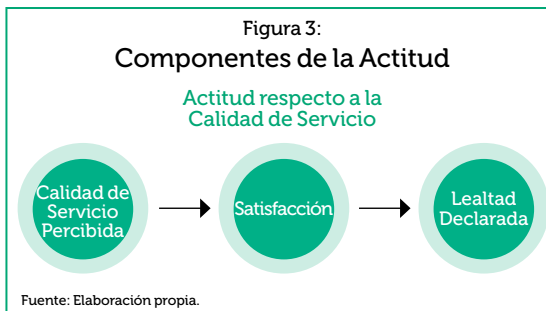 Figura 3:
Componentes de la Actitud
Actitud respecto a la
Calidad de Servicio
Calidad de
Servicio
Percibida
Satisfacción
Lealtad
Declarada
Fuente: Elaboración propia.